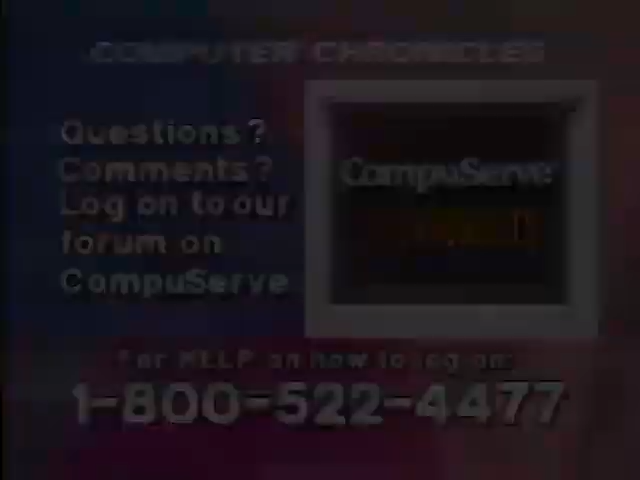 COMPUTER CHRONICLES
Questions?
Comments?
Log on to our
forum on
CompuServe
CompuServe
For HELP on how to log on:
1-800-522-4477